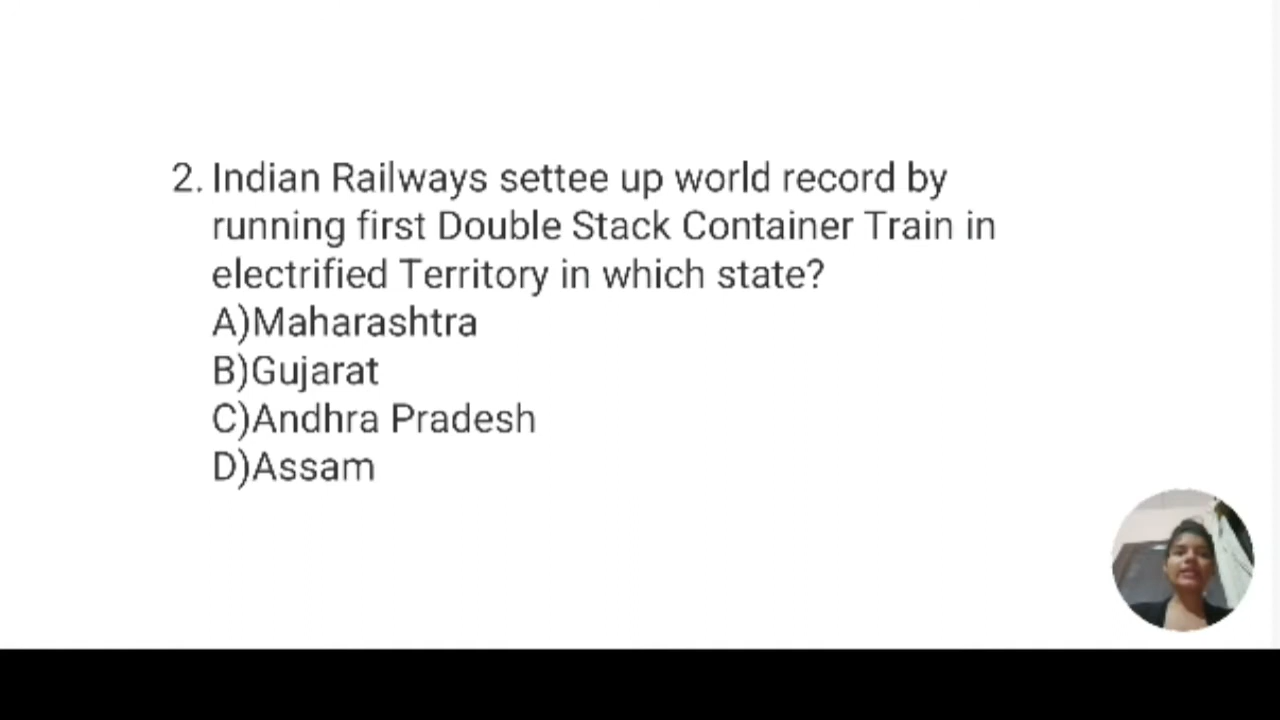 2. Indian Railways settee up world record by
running first Double Stack Container Train in
electrified Territory in which state?
A)Maharashtra
B)Gujarat
C)Andhra Pradesh
D)Assam